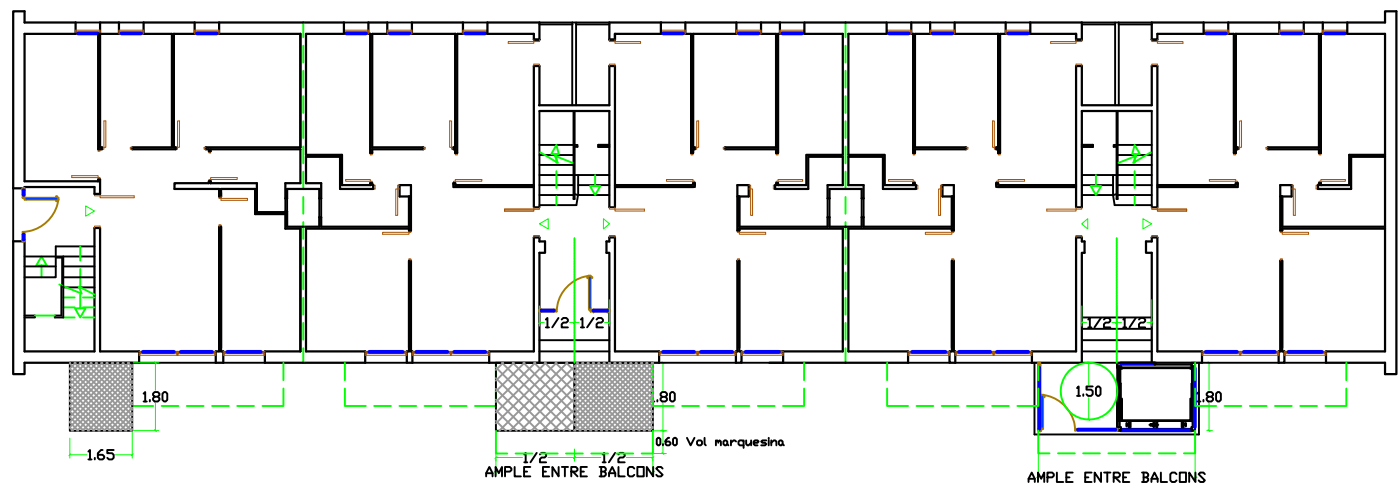 1/2 1/2
1/2 1/2
1.80
.80
1.50
1.80
1.65
0.60 Vol marquesina
1/2 1/2
AMPLE ENTRE BALCONS
AMPLE ENTRE BALCONS